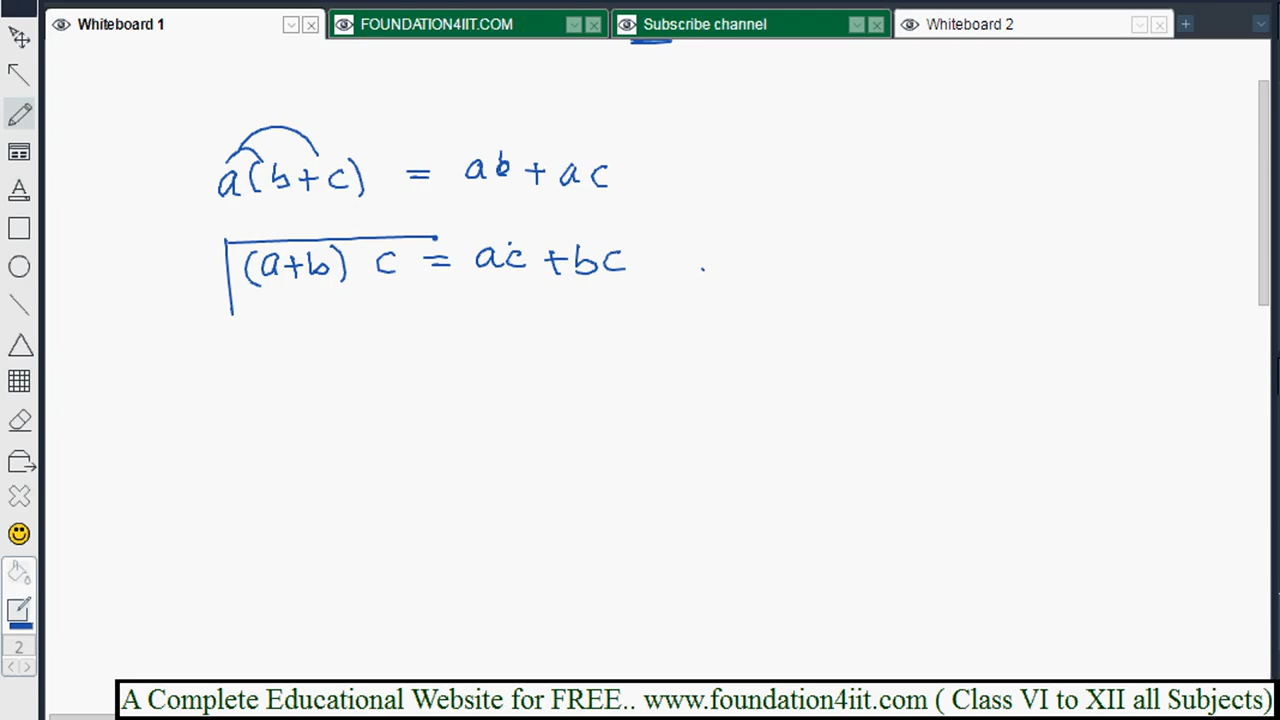 Whiteboard 1
FOUNDATION4IIT.COM
Subscribe channel
Whiteboard 2
a(b+c) = ab + ac
(a+b) c = ac + bc
2
A Complete Educational Website for FREE.. www.foundation4iit.com ( Class VI to XII all Subjects)